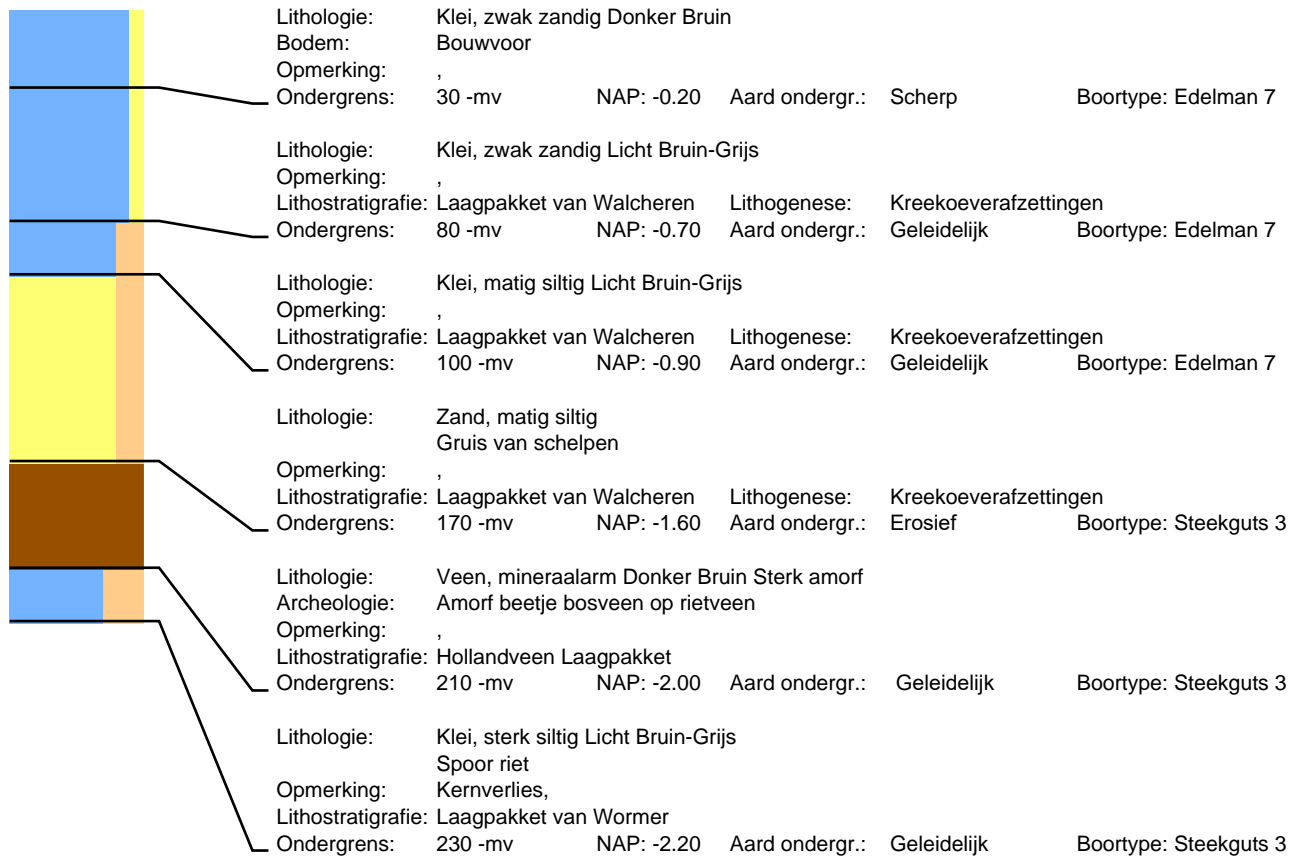 Lithologie: Klei, zwak zandig Donker Bruin
Bodem: Bouwvoor
Opmerking: ,
Ondergrens: 30 -mv NAP: -0.20 Aard ondergr.: Scherp Boortype: Edelman 7
Lithologie: Klei, zwak zandig Licht Bruin-Grijs
Opmerking: ,
Lithostratigrafie: Laagpakket van Walcheren Lithogenese: Kreekoeverafzettingen
Ondergrens: 80 -mv NAP: -0.70 Aard ondergr.: Geleidelijk Boortype: Edelman 7
Lithologie: Klei, matig siltig Licht Bruin-Grijs
Opmerking: ,
Lithostratigrafie: Laagpakket van Walcheren Lithogenese: Kreekoeverafzettingen
Ondergrens: 100 -mv NAP: -0.90 Aard ondergr.: Geleidelijk Boortype: Edelman 7
Lithologie: Zand, matig siltig
Gruis van schelpen
Opmerking: ,
Lithostratigrafie: Laagpakket van Walcheren Lithogenese: Kreekoeverafzettingen
Ondergrens: 170 -mv NAP: -1.60 Aard ondergr.: Erosief Boortype: Steekguts 3
Lithologie: Veen, mineraalarm Donker Bruin Sterk amorf
Archeologie: Amorf beetje bosveen op rietveen
Opmerking: ,
Lithostratigrafie: Hollandveen Laagpakket
Ondergrens: 210 -mv NAP: -2.00 Aard ondergr.: Geleidelijk Boortype: Steekguts 3
Lithologie: Klei, sterk siltig Licht Bruin-Grijs
Spoor riet
Opmerking: Kernverlies,
Lithostratigrafie: Laagpakket van Wormer
Ondergrens: 230 -mv NAP: -2.20 Aard ondergr.: Geleidelijk Boortype: Steekguts 3